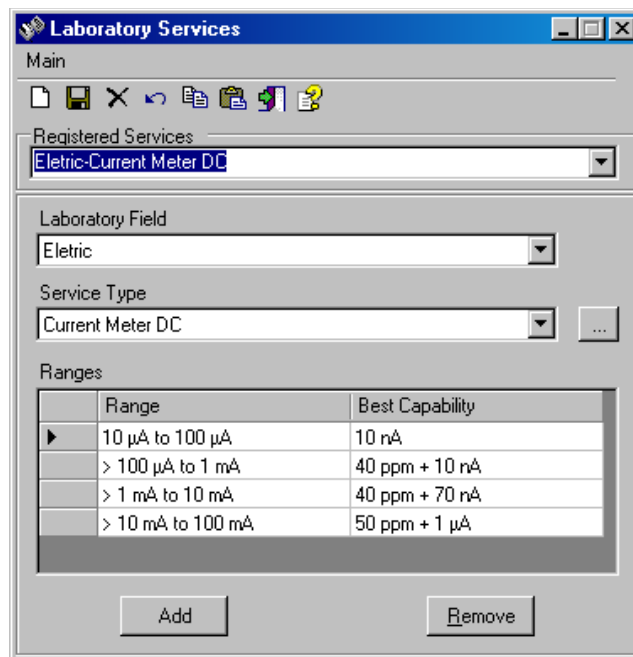 Laboratory Services
Main
Registered Services
Eletric-Current Meter DC
Laboratory Field
Eletric
Service Type
Current Meter DC
...
Ranges
Range Best Capability
10 µA to 100 µA 10 nA
> 100 µA to 1 mA 40 ppm + 10 nA
> 1 mA to 10 mA 40 ppm + 70 nA
> 10 mA to 100 mA 50 ppm + 1 µA
Add Remove